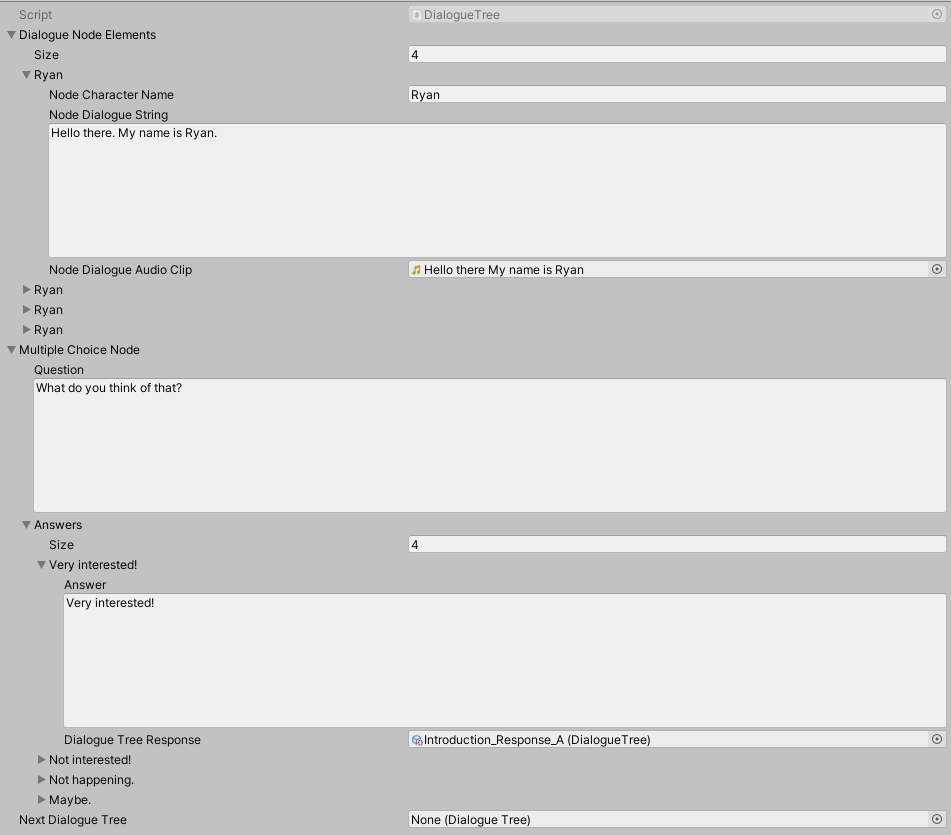 Script DialogueTree
Dialogue Node Elements
Size 4
Ryan
Node Character Name Ryan
Node Dialogue String
Hello there. My name is Ryan.
Node Dialogue Audio Clip Hello there My name is Ryan
Ryan
Ryan
Ryan
Multiple Choice Node
Question
What do you think of that?
Answers
Size 4
Very interested!
Answer
Very interested!
Dialogue Tree Response Introduction_Response_A (DialogueTree)
Not interested!
Not happening.
Maybe.
Next Dialogue Tree None (Dialogue Tree)